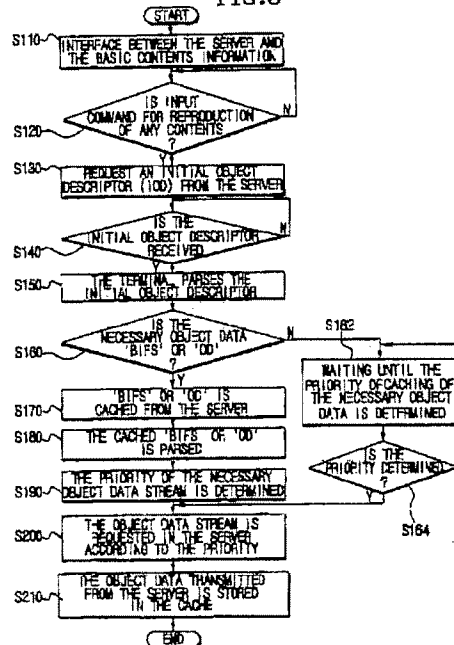 START
S110
INTERFACE BETWEEN THE SERVER AND
THE BASIC CONTENTS INFORMATION
IS INPUT
COMMAND FOR REPRODUCTION
OF ANY CONTENTS
?
N
S120
Y
S130
REQUEST AN INITIAL OBJECT
DESCRIPTOR (IOD) FROM THE SERVER
IS THE
INITIAL OBJECT DESCRIPTOR
RECEIVED
N
S140
Y
S150
THE TERMINAL PARSES THE
INITIAL OBJECT DESCRIPTOR
IS THE
NECESSARY OBJECT DATA
'BIFS' OR 'OD'
?
N
S160
Y
S162
WAITING UNTIL THE
PRIORITY OFCACHING OF
THE NECESSARY OBJECT
DATA IS DETERMINED
S170
'BIFS' OR 'OD' IS
CACHED FROM THE SERVER
S180
THE CACHED 'BIFS' OR 'OD'
IS PARSED
IS THE
PRIORITY DETERMINED
?
Y
S164
S190
THE PRIORITY OF THE NECESSARY
OBJECT DATA STREAM IS DETERMINED
S200
THE OBJECT DATA STREAM IS
REQUESTED IN THE SERVER
ACCORDING TO THE PRIORITY
S210
THE OBJECT DATA TRANSMITTED
FROM THE SERVER IS STORED
IN THE CACHE
END